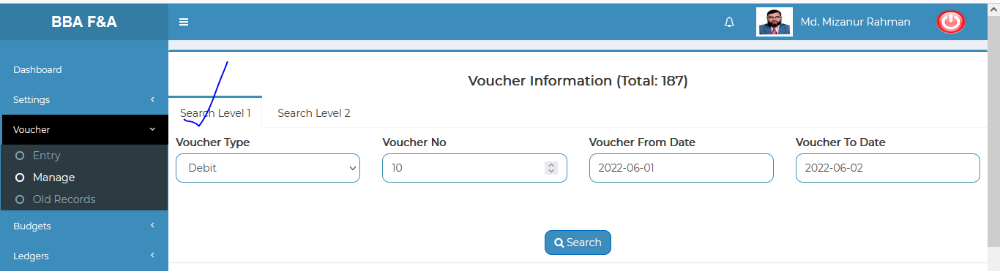 BBA F&A
Md. Mizanur Rahman
Dashboard
Settings
Voucher
Entry
Manage
Old Records
Budgets
Ledgers
Voucher Information (Total: 187)
Search Level 1
Search Level 2
Voucher Type
Debit
Voucher No
10
Voucher From Date
2022-06-01
Voucher To Date
2022-06-02
Search